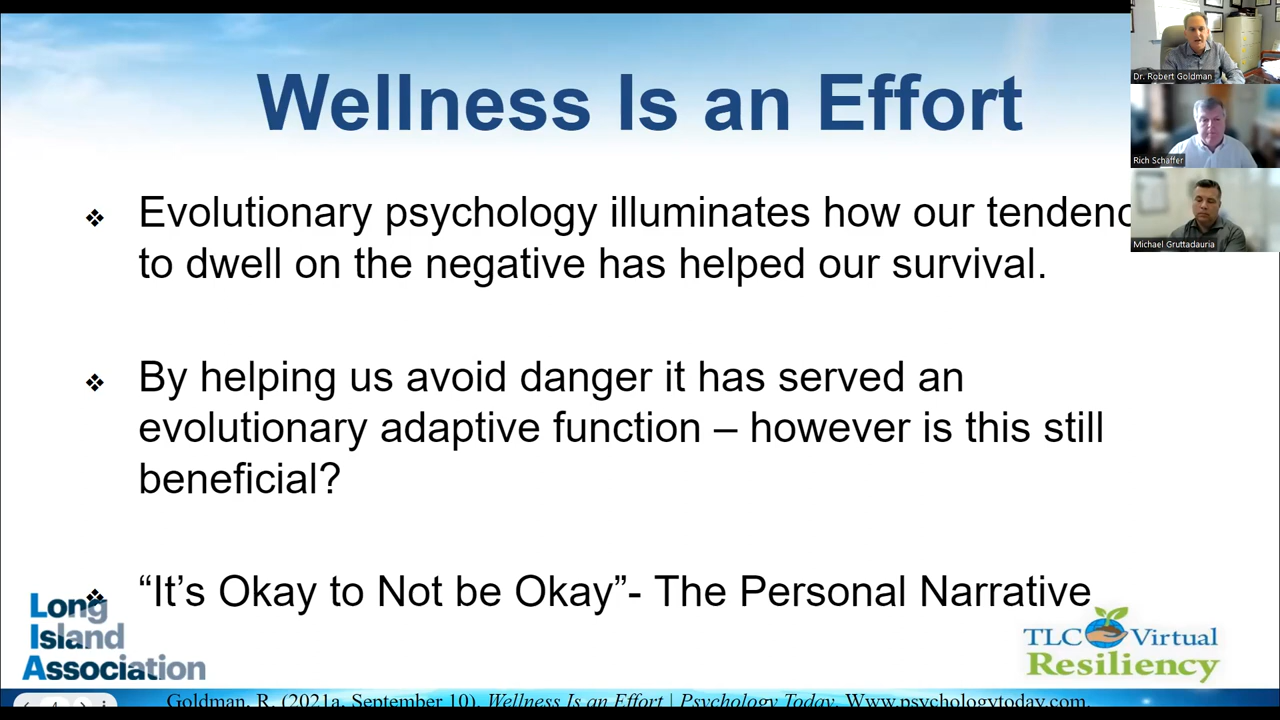 Wellness Is an Effort
Evolutionary psychology illuminates how our tendenc
to dwell on the negative has helped our survival.
By helping us avoid danger it has served an
evolutionary adaptive function – however is this still
beneficial?
“It’s Okay to Not be Okay”- The Personal Narrative
Long
Island
Association
TLC Virtual
Resiliency
Goldman, R. (2021a, September 10). Wellness Is an Effort | Psychology Today. Www.psychologytoday.com.
4
Dr. Robert Goldman
Rich Schaffer
Michael Gruttadauria